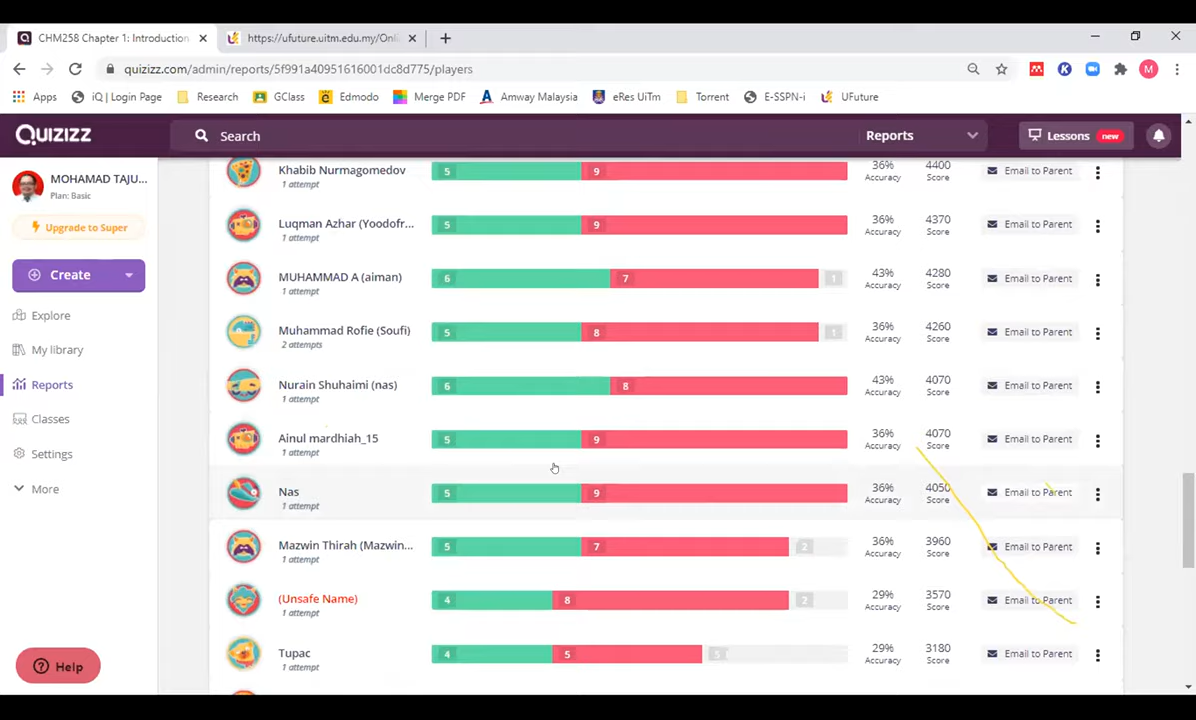 CHM258 Chapter 1: Introduction
https://ufuture.uitm.edu.my/Onli
quizizz.com/admin/reports/5f991a40951616001dc8d775/players
M
Apps iQ | Login Page Research GClass Edmodo Merge PDF Amway Malaysia eRes UiTm Torrent E-SSPN-i UFuture
Quizizz Search Reports Lessons new
MOHAMAD TAJU...
Plan: Basic
Upgrade to Super
Create
Explore
My library
Reports
Classes
Settings
More
Help
Khabib Nurmagomedov 5 9 36% 4400 Email to Parent
1 attempt Accuracy Score
Luqman Azhar (Yoodofr... 5 9 36% 4370 Email to Parent
1 attempt Accuracy Score
MUHAMMAD A (aiman) 6 7 1 43% 4280 Email to Parent
1 attempt Accuracy Score
Muhammad Rofie (Soufi) 5 8 1 36% 4260 Email to Parent
2 attempts Accuracy Score
Nurain Shuhaimi (nas) 6 8 43% 4070 Email to Parent
1 attempt Accuracy Score
Ainul mardhiah_15 5 9 36% 4070 Email to Parent
1 attempt Accuracy Score
Nas 5 9 36% 4050 Email to Parent
1 attempt Accuracy Score
Mazwin Thirah (Mazwin... 5 7 2 36% 3960 Email to Parent
1 attempt Accuracy Score
(Unsafe Name) 4 8 2 29% 3570 Email to Parent
1 attempt Accuracy Score
Tupac 4 5 5 29% 3180 Email to Parent
1 attempt Accuracy Score